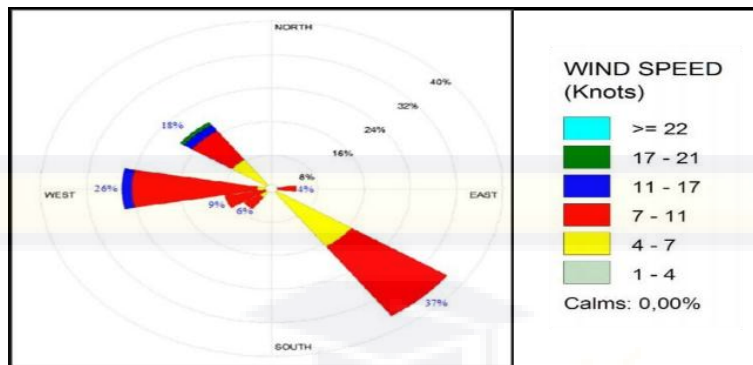 NORTH
40%
32%
24%
16%
8%
18%
WEST
26%
9%
6%
4%
EAST
37%
SOUTH
WIND SPEED
(Knots)
>= 22
17 - 21
11 - 17
7 - 11
4 - 7
1 - 4
Calms: 0,00%